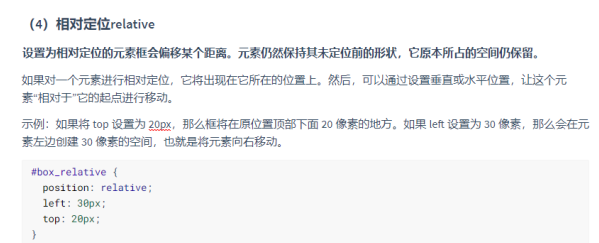 （4）相对定位relative
设置为相对定位的元素框会偏移某个距离。元素仍然保持其未定位前的形状，它原本所占的空间仍保留。
如果对一个元素进行相对定位，它将出现在它所在的位置上。然后，可以通过设置垂直或水平位置，让这个元
素“相对于”它的起点进行移动。
示例：如果将 top 设置为 20px，那么框将在原位置顶部下面 20 像素的地方。如果 left 设置为 30 像素，那么会在元
素左边创建 30 像素的空间，也就是将元素向右移动。
#box_relative {
  position: relative;
  left: 30px;
  top: 20px;
}